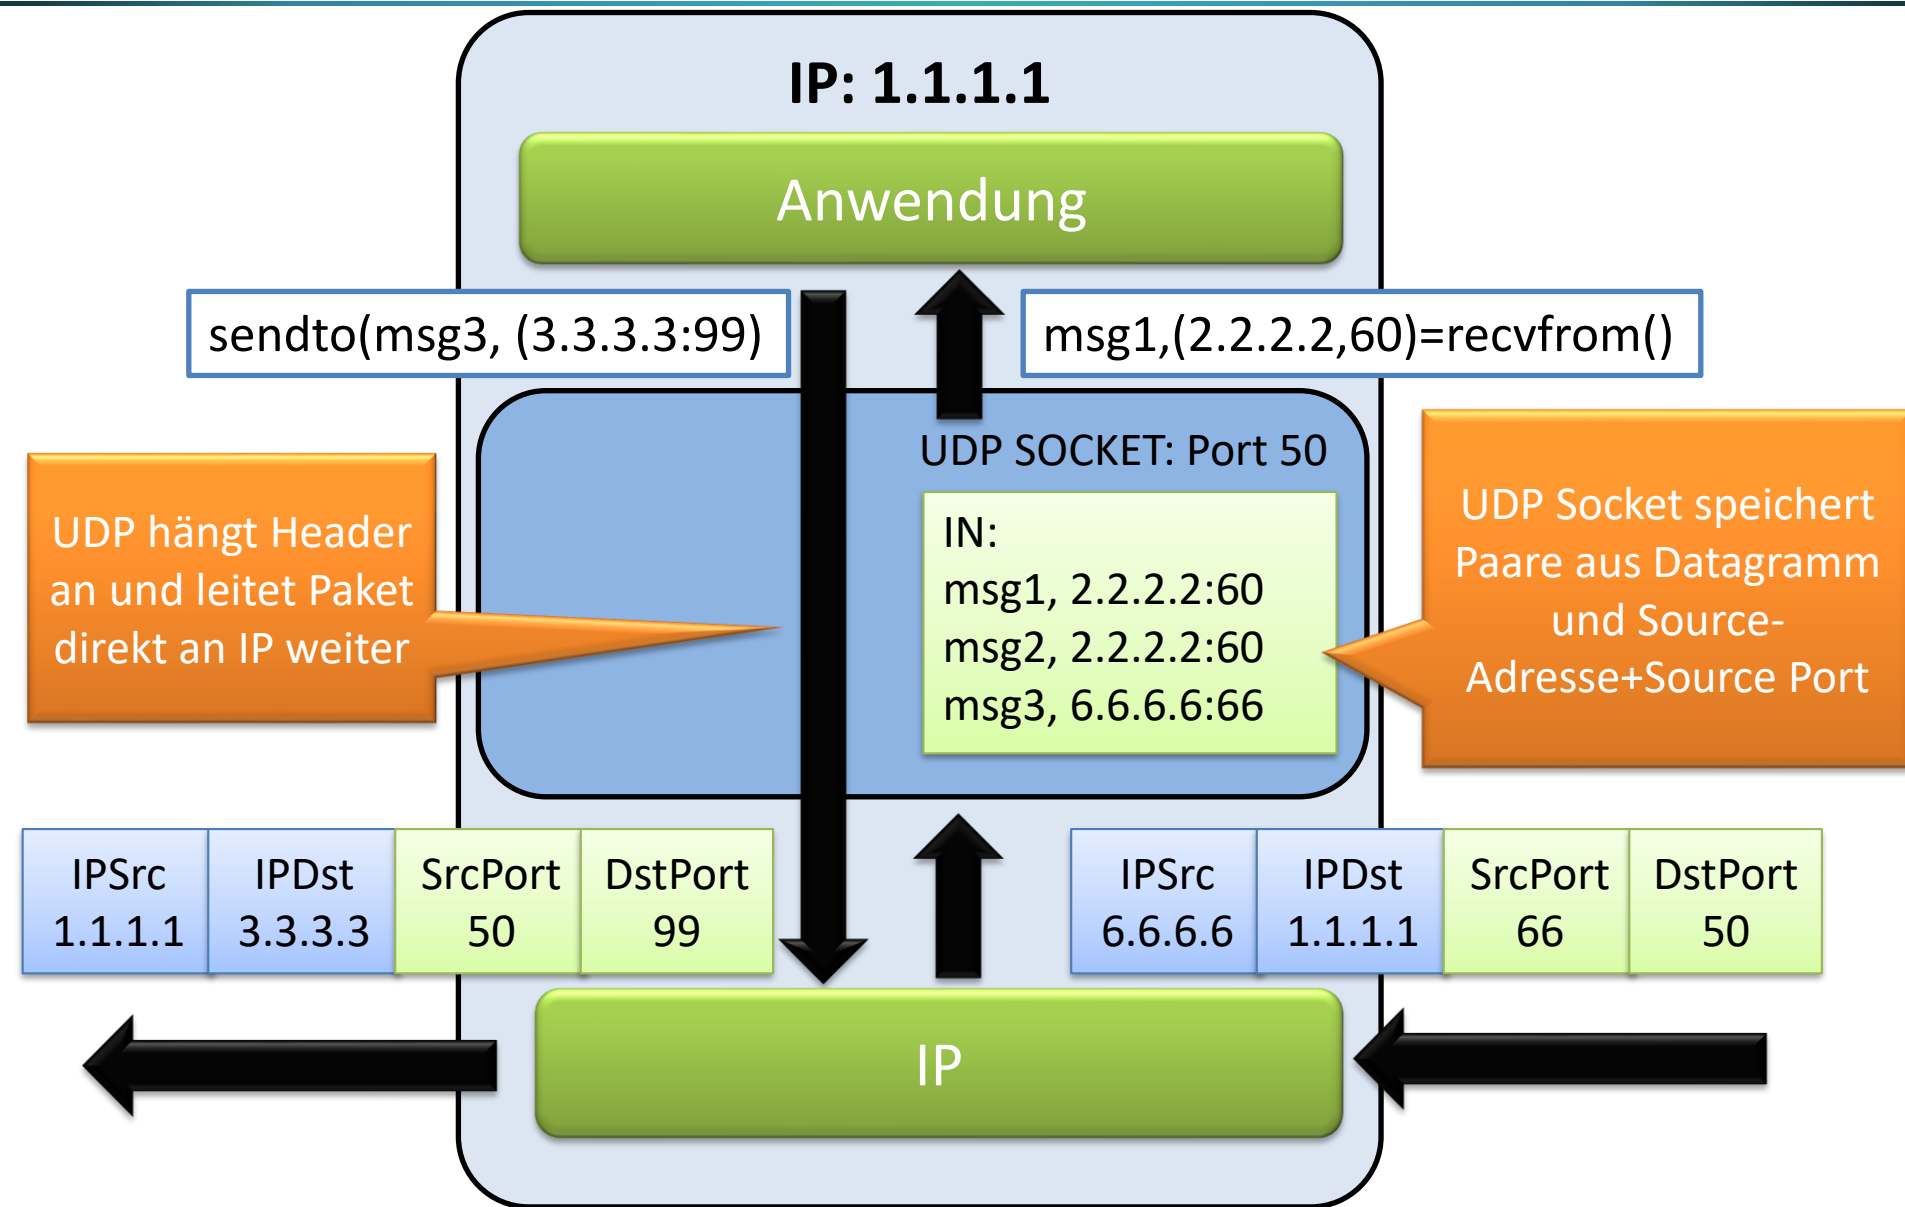 IP: 1.1.1.1
Anwendung
sendto(msg3, (3.3.3.3:99)
msg1,(2.2.2.2,60)=recvfrom()
UDP hängt Header
an und leitet Paket
direkt an IP weiter
UDP SOCKET: Port 50
IN:
msg1, 2.2.2.2:60
msg2, 2.2.2.2:60
msg3, 6.6.6.6:66
UDP Socket speichert
Paare aus Datagramm
und Source-
Adresse+Source Port
IPSrc
1.1.1.1
IPDst
3.3.3.3
SrcPort
50
DstPort
99
IPSrc
6.6.6.6
IPDst
1.1.1.1
SrcPort
66
DstPort
50
IP